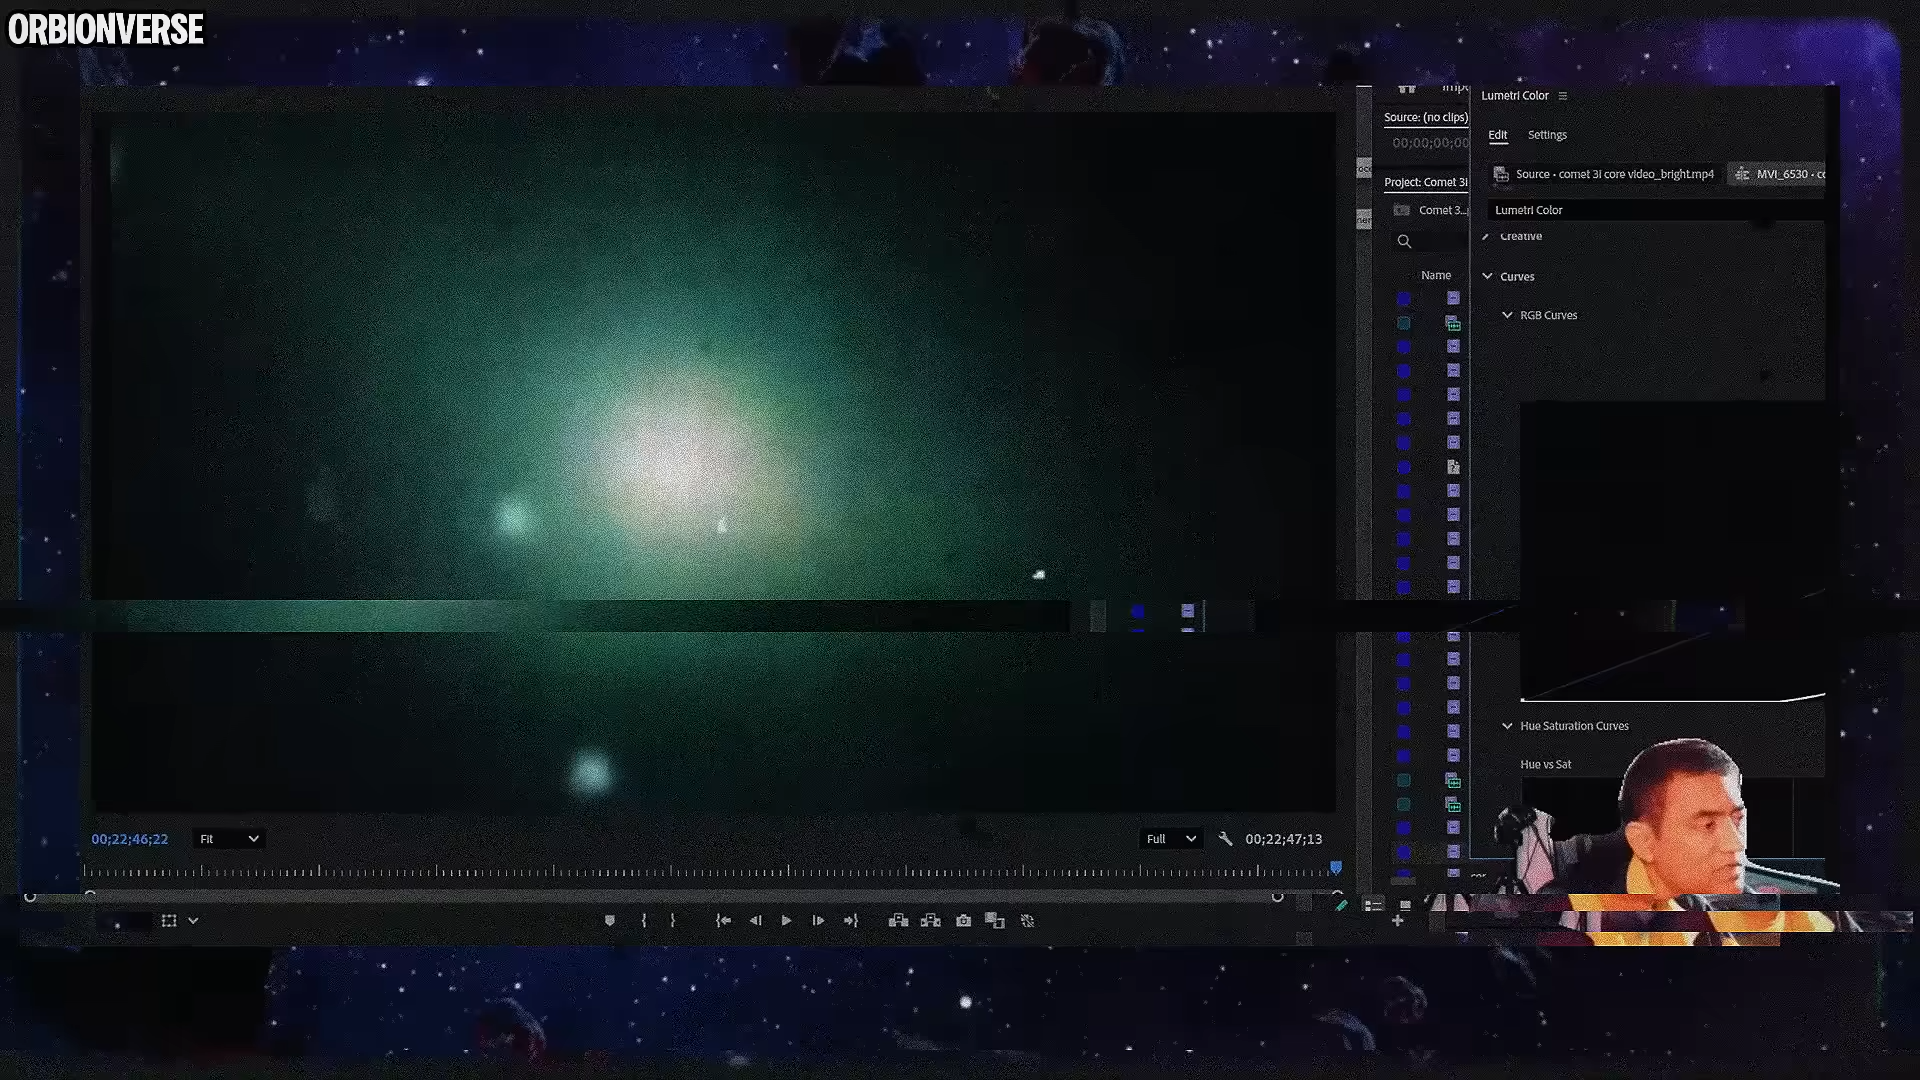 ORBIONVERSE
Lumetri Color
Source: (no clips)
Edit Settings
00;00;00;00
Source • comet 3i core video_bright.mp4
MVI_6530 • co
Project: Comet 3i
Comet 3...
Lumetri Color
Creative
Name
Curves
RGB Curves
Hue Saturation Curves
Hue vs Sat
00;22;46;22
Fit
Full
00;22;47;13